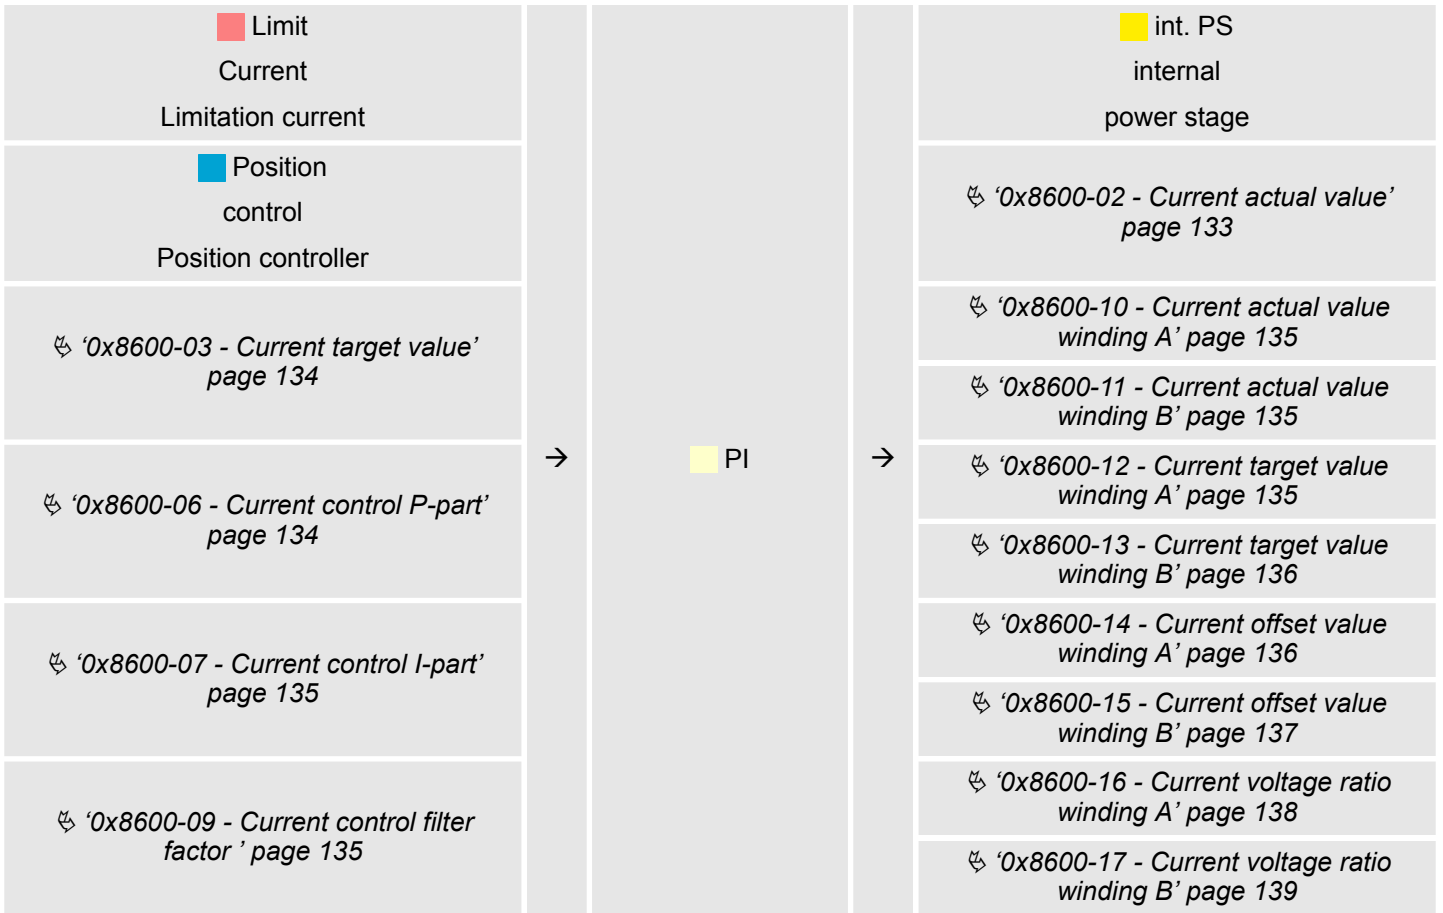 Limit
Current
Limitation current
Position
control
Position controller
↳ ‘0x8600-03 - Current target value’
page 134
↳ ‘0x8600-06 - Current control P-part’
page 134
↳ ‘0x8600-07 - Current control I-part’
page 135
↳ ‘0x8600-09 - Current control filter
factor ’ page 135
→
PI
→
int. PS
internal
power stage
↳ ‘0x8600-02 - Current actual value’
page 133
↳ ‘0x8600-10 - Current actual value
winding A’ page 135
↳ ‘0x8600-11 - Current actual value
winding B’ page 135
↳ ‘0x8600-12 - Current target value
winding A’ page 135
↳ ‘0x8600-13 - Current target value
winding B’ page 136
↳ ‘0x8600-14 - Current offset value
winding A’ page 136
↳ ‘0x8600-15 - Current offset value
winding B’ page 137
↳ ‘0x8600-16 - Current voltage ratio
winding A’ page 138
↳ ‘0x8600-17 - Current voltage ratio
winding B’ page 139